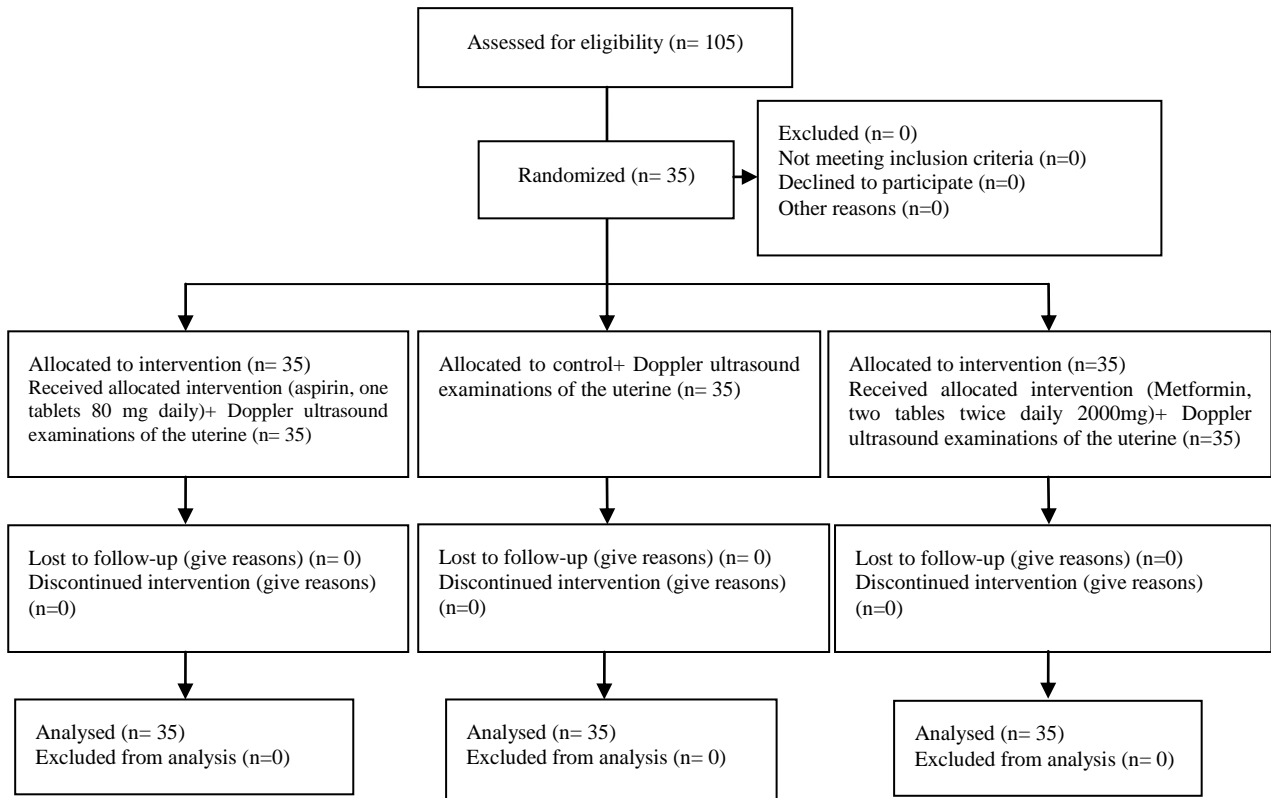 Assessed for eligibility (n= 105)
Excluded (n= 0)
Not meeting inclusion criteria (n=0)
Declined to participate (n=0)
Other reasons (n=0)
Randomized (n= 35)
Allocated to intervention (n= 35)
Received allocated intervention (aspirin, one
tablets 80 mg daily)+ Doppler ultrasound
examinations of the uterine (n= 35)
Allocated to control+ Doppler ultrasound
examinations of the uterine (n= 35)
Allocated to intervention (n=35)
Received allocated intervention (Metformin,
two tables twice daily 2000mg)+ Doppler
ultrasound examinations of the uterine (n=35)
Lost to follow-up (give reasons) (n= 0)
Discontinued intervention (give reasons)
(n=0)
Lost to follow-up (give reasons) (n= 0)
Discontinued intervention (give reasons)
(n=0)
Lost to follow-up (give reasons) (n=0)
Discontinued intervention (give reasons)
(n=0)
Analysed (n= 35)
Excluded from analysis (n=0)
Analysed (n= 35)
Excluded from analysis (n= 0)
Analysed (n= 35)
Excluded from analysis (n= 0)